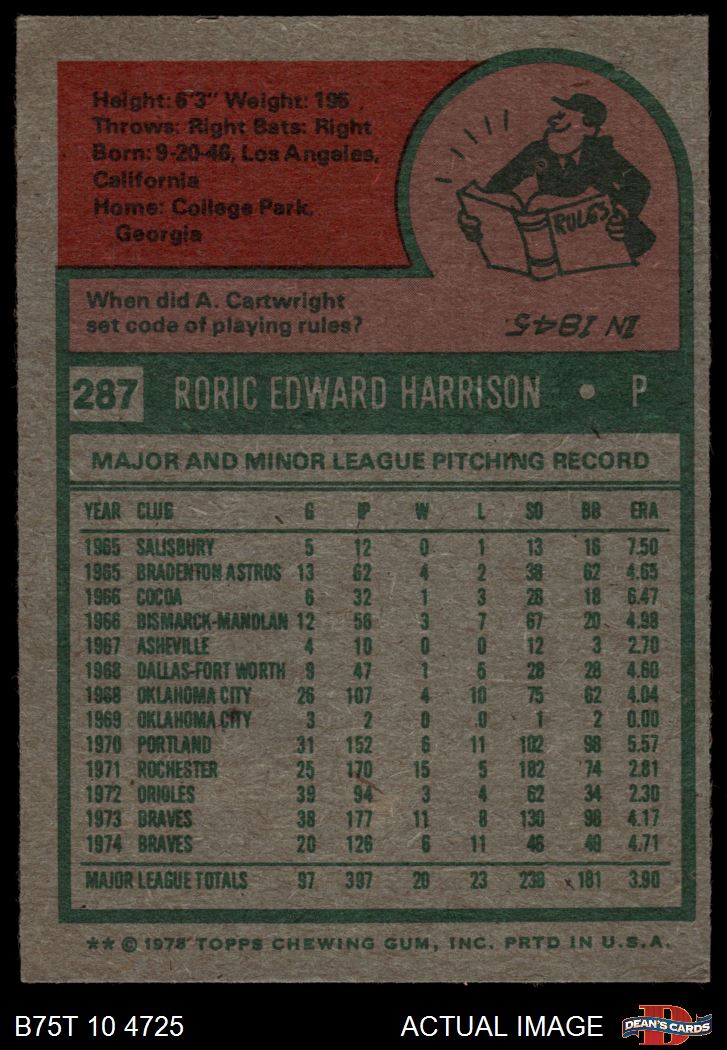 Height: 6'3" Weight: 195
Throws: Right Bats: Right
Born: 9-20-46, Los Angeles,
California
Home: College Park,
Georgia
RULES
When did A. Cartwright
set code of playing rules?
IN 1845.
287 RORIC EDWARD HARRISON • P
MAJOR AND MINOR LEAGUE PITCHING RECORD
YEAR CLUB G IP W L SO BB ERA
1965 SALISBURY 5 12 0 1 13 16 7.50
1965 BRADENTON ASTROS 13 62 4 2 38 62 4.65
1966 COCOA 6 32 1 3 28 18 6.47
1966 BISMARCK-MANDLAN 12 56 3 7 67 20 4.98
1967 ASHEVILLE 4 10 0 0 12 3 2.70
1968 DALLAS-FORT WORTH 9 47 1 6 28 28 4.60
1968 OKLAHOMA CITY 26 107 4 10 75 62 4.04
1969 OKLAHOMA CITY 3 2 0 0 1 2 0.00
1970 PORTLAND 31 152 6 11 102 98 5.57
1971 ROCHESTER 25 170 15 5 182 74 2.81
1972 ORIOLES 39 94 3 4 62 34 2.30
1973 BRAVES 38 177 11 8 130 98 4.17
1974 BRAVES 20 126 6 11 46 49 4.71
MAJOR LEAGUE TOTALS 97 397 20 23 238 181 3.90
** © 1975 TOPPS CHEWING GUM, INC. PRTD IN U.S.A.
B75T 10 4725 ACTUAL IMAGE D DEAN'S CARDS